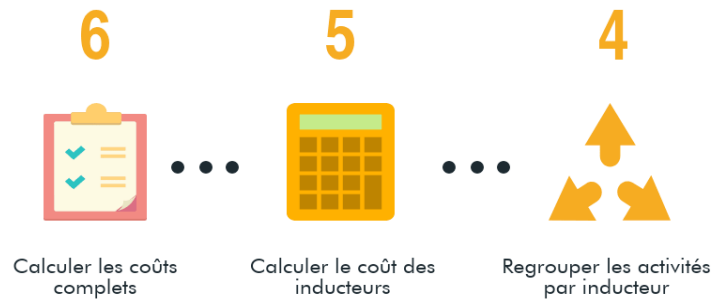 6
5
4
Calculer les coûts
complets
Calculer le coût des
inducteurs
Regrouper les activités
par inducteur